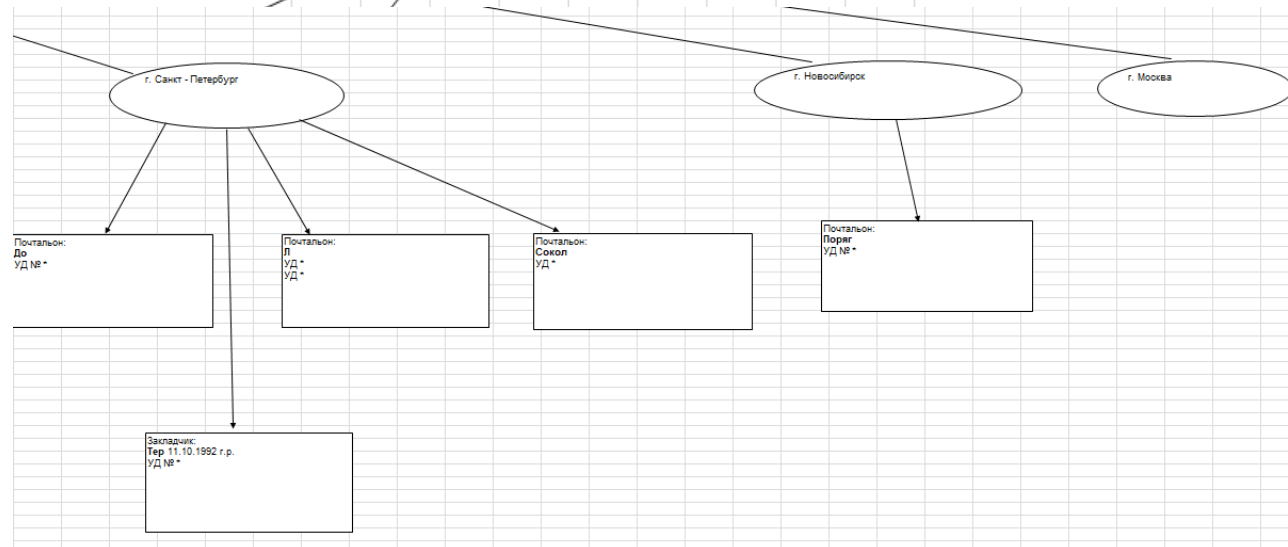 г. Санкт - Петербург
г. Новосибирск
г. Москва
Почтальон:
До
УД № *
Почтальон:
Л
УД *
УД *
Почтальон:
Сокол
УД *
Почтальон:
Поряг
УД № *
Закладчик:
Тер 11.10.1992 г.р.
УД № *